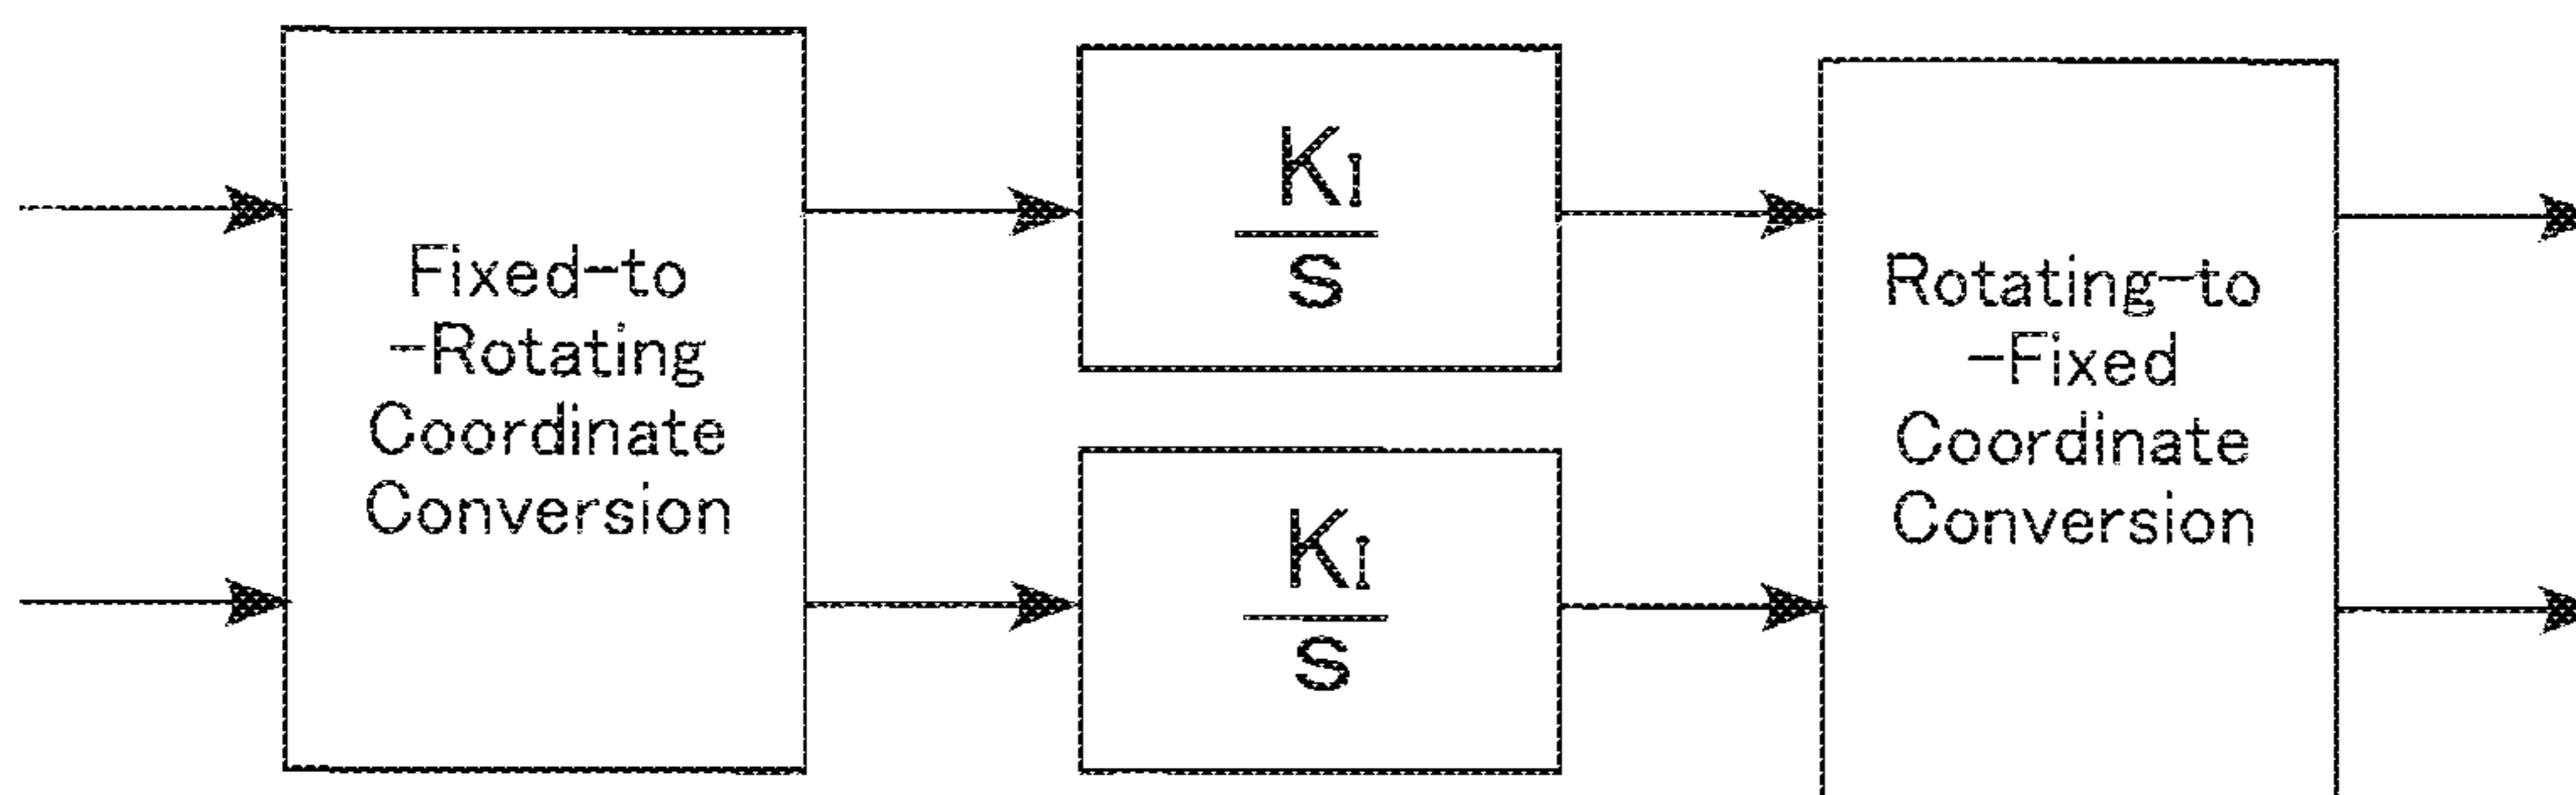 Fixed-to
-Rotating
Coordinate
Conversion
KI
s
KI
s
Rotating-to
-Fixed
Coordinate
Conversion